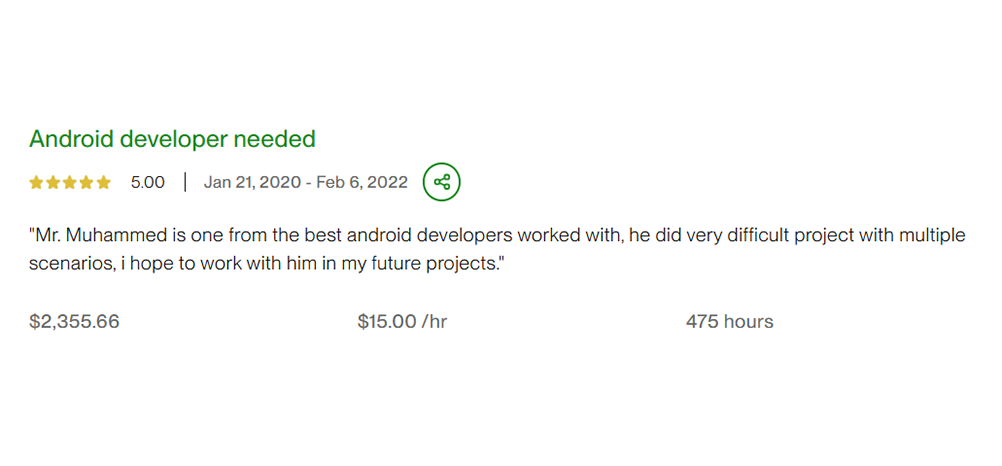 Android developer needed
5.00 | Jan 21, 2020 - Feb 6, 2022
"Mr. Muhammed is one from the best android developers worked with, he did very difficult project with multiple
scenarios, i hope to work with him in my future projects."
$2,355.66 $15.00 /hr 475 hours